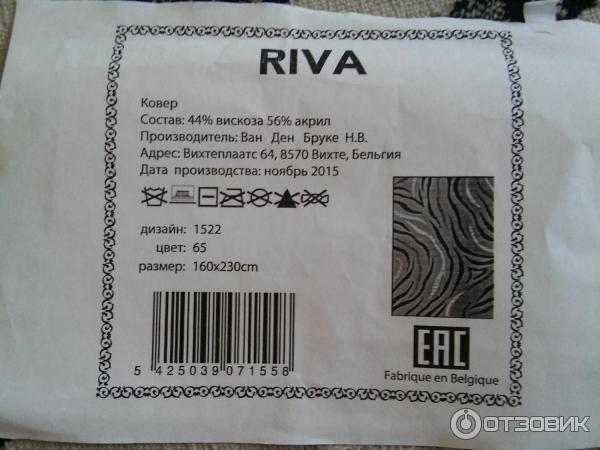 RIVA
Ковер
Состав: 44% вискоза 56% акрил
Производитель: Ван Ден Бруке Н.В.
Адрес: Вихтеплаатс 64, 8570 Вихте, Бельгия
Дата производства: ноябрь 2015
дизайн: 1522
цвет: 65
размер: 160x230cm
5 425039 071558
EAC
Fabrique en Belgique
ОТЗОВИК